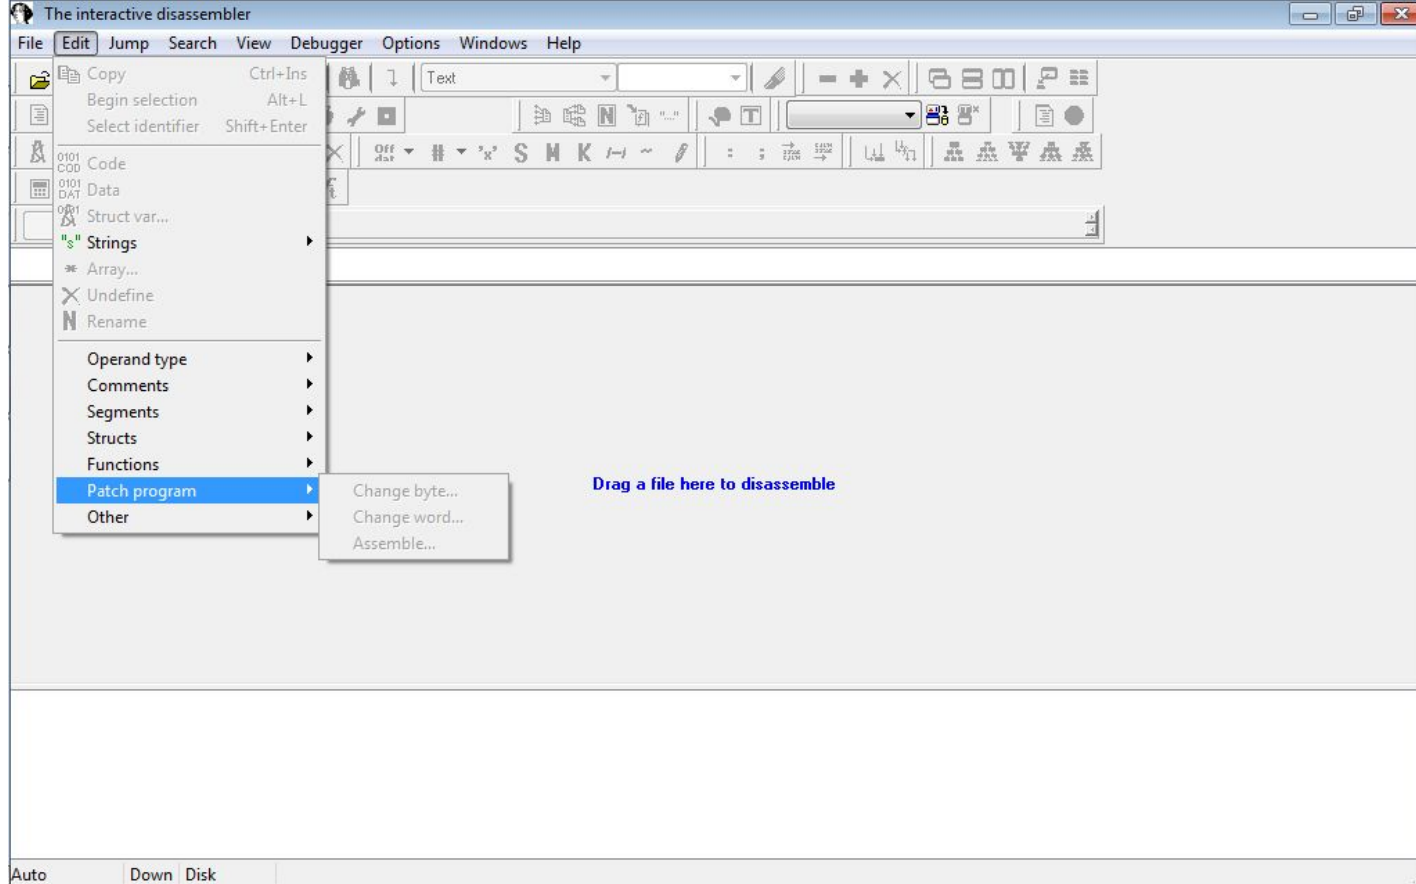 The interactive disassembler
File Edit Jump Search View Debugger Options Windows Help
Copy Ctrl+Ins
Text
Begin selection Alt+L
Select identifier Shift+Enter
Code
Data
Struct var...
"s" Strings
Array...
Undefine
N Rename
Operand type
Comments
Segments
Structs
Functions
Patch program
Other
Change byte...
Change word...
Assemble...
Drag a file here to disassemble
Auto Down Disk